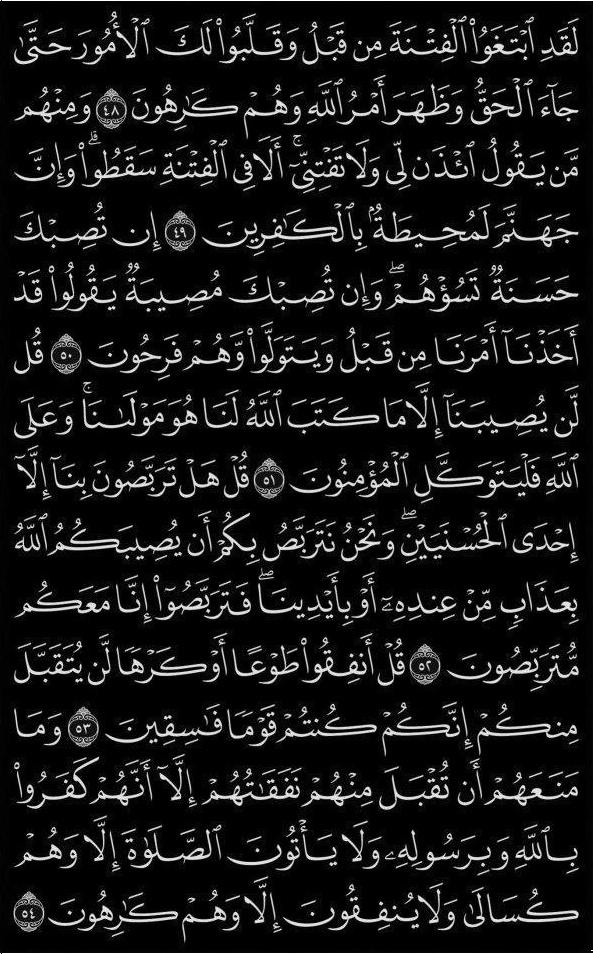 لَقَدِ ٱبْتَغَوُا۟ ٱلْفِتْنَةَ مِن قَبْلُ وَقَلَّبُوا۟ لَكَ ٱلْأُمُورَ حَتَّىٰ
جَآءَ ٱلْحَقُّ وَظَهَرَ أَمْرُ ٱللَّهِ وَهُمْ كَـٰرِهُونَ ٤٨ وَمِنْهُم
مَّن يَقُولُ ٱئْذَن لِّى وَلَا تَفْتِنِّىٓ ۚ أَلَا فِى ٱلْفِتْنَةِ سَقَطُوا۟ ۗ وَإِنَّ
جَهَنَّمَ لَمُحِيطَةٌۢ بِٱلْكَـٰفِرِينَ ٤٩ إِن تُصِبْكَ
حَسَنَةٌ تَسُؤْهُمْ ۖ وَإِن تُصِبْكَ مُصِيبَةٌ يَقُولُوا۟ قَدْ
أَخَذْنَآ أَمْرَنَا مِن قَبْلُ وَيَتَوَلَّوا۟ وَّهُمْ فَرِحُونَ ٥٠ قُل
لَّن يُصِيبَنَآ إِلَّا مَا كَتَبَ ٱللَّهُ لَنَا هُوَ مَوْلَىٰنَا ۚ وَعَلَى
ٱللَّهِ فَلْيَتَوَكَّلِ ٱلْمُؤْمِنُونَ ٥١ قُلْ هَلْ تَرَبَّصُونَ بِنَآ إِلَّآ
إِحْدَى ٱلْحُسْنَيَيْنِ ۖ وَنَحْنُ نَتَرَبَّصُ بِكُمْ أَن يُصِيبَكُمُ ٱللَّهُ
بِعَذَابٍ مِّنْ عِندِهِۦٓ أَوْ بِأَيْدِينَا ۖ فَتَرَبَّصُوٓا۟ إِنَّا مَعَكُم
مُّتَرَبِّصُونَ ٥٢ قُلْ أَنفِقُوا۟ طَوْعًا أَوْ كَرْهًا لَّن يُتَقَبَّلَ
مِنكُمْ ۖ إِنَّكُمْ كُنتُمْ قَوْمًا فَـٰسِقِينَ ٥٣ وَمَا
مَنَعَهُمْ أَن تُقْبَلَ مِنْهُمْ نَفَقَـٰتُهُمْ إِلَّآ أَنَّهُمْ كَفَرُوا۟
بِٱللَّهِ وَبِرَسُولِهِۦ وَلَا يَأْتُونَ ٱلصَّلَوٰةَ إِلَّا وَهُمْ
كُسَالَىٰ وَلَا يُنفِقُونَ إِلَّا وَهُمْ كَـٰرِهُونَ ٥٤